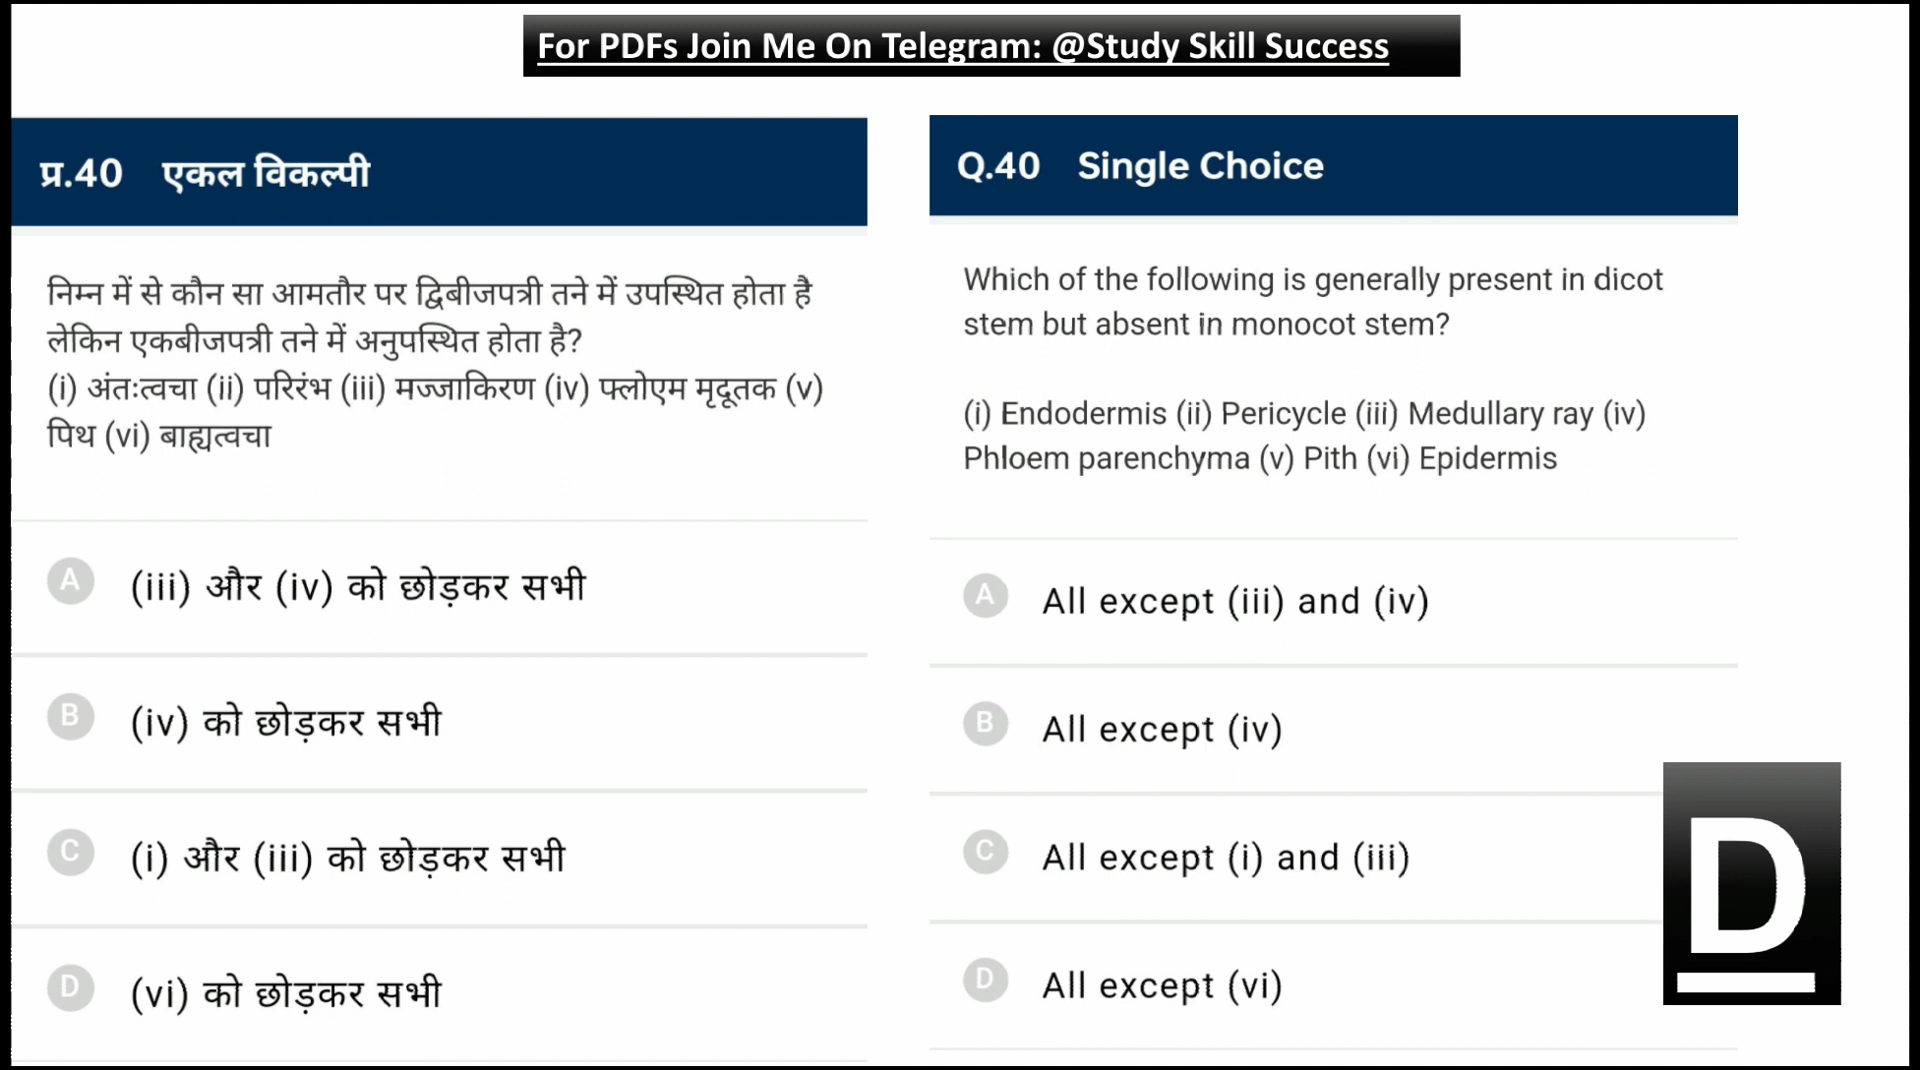 For PDFs Join Me On Telegram: @Study Skill Success
प्र.40 एकल विकल्पी
निम्न में से कौन सा आमतौर पर द्विबीजपत्री तने में उपस्थित होता है
लेकिन एकबीजपत्री तने में अनुपस्थित होता है?
(i) अंतःत्वचा (ii) परिरंभ (iii) मज्जाकिरण (iv) फ्लोएम मृदूतक (v)
पिथ (vi) बाह्यत्वचा
A (iii) और (iv) को छोड़कर सभी
B (iv) को छोड़कर सभी
C (i) और (iii) को छोड़कर सभी
D (vi) को छोड़कर सभी
Q.40 Single Choice
Which of the following is generally present in dicot
stem but absent in monocot stem?
(i) Endodermis (ii) Pericycle (iii) Medullary ray (iv)
Phloem parenchyma (v) Pith (vi) Epidermis
A All except (iii) and (iv)
B All except (iv)
C All except (i) and (iii)
D All except (vi)
D